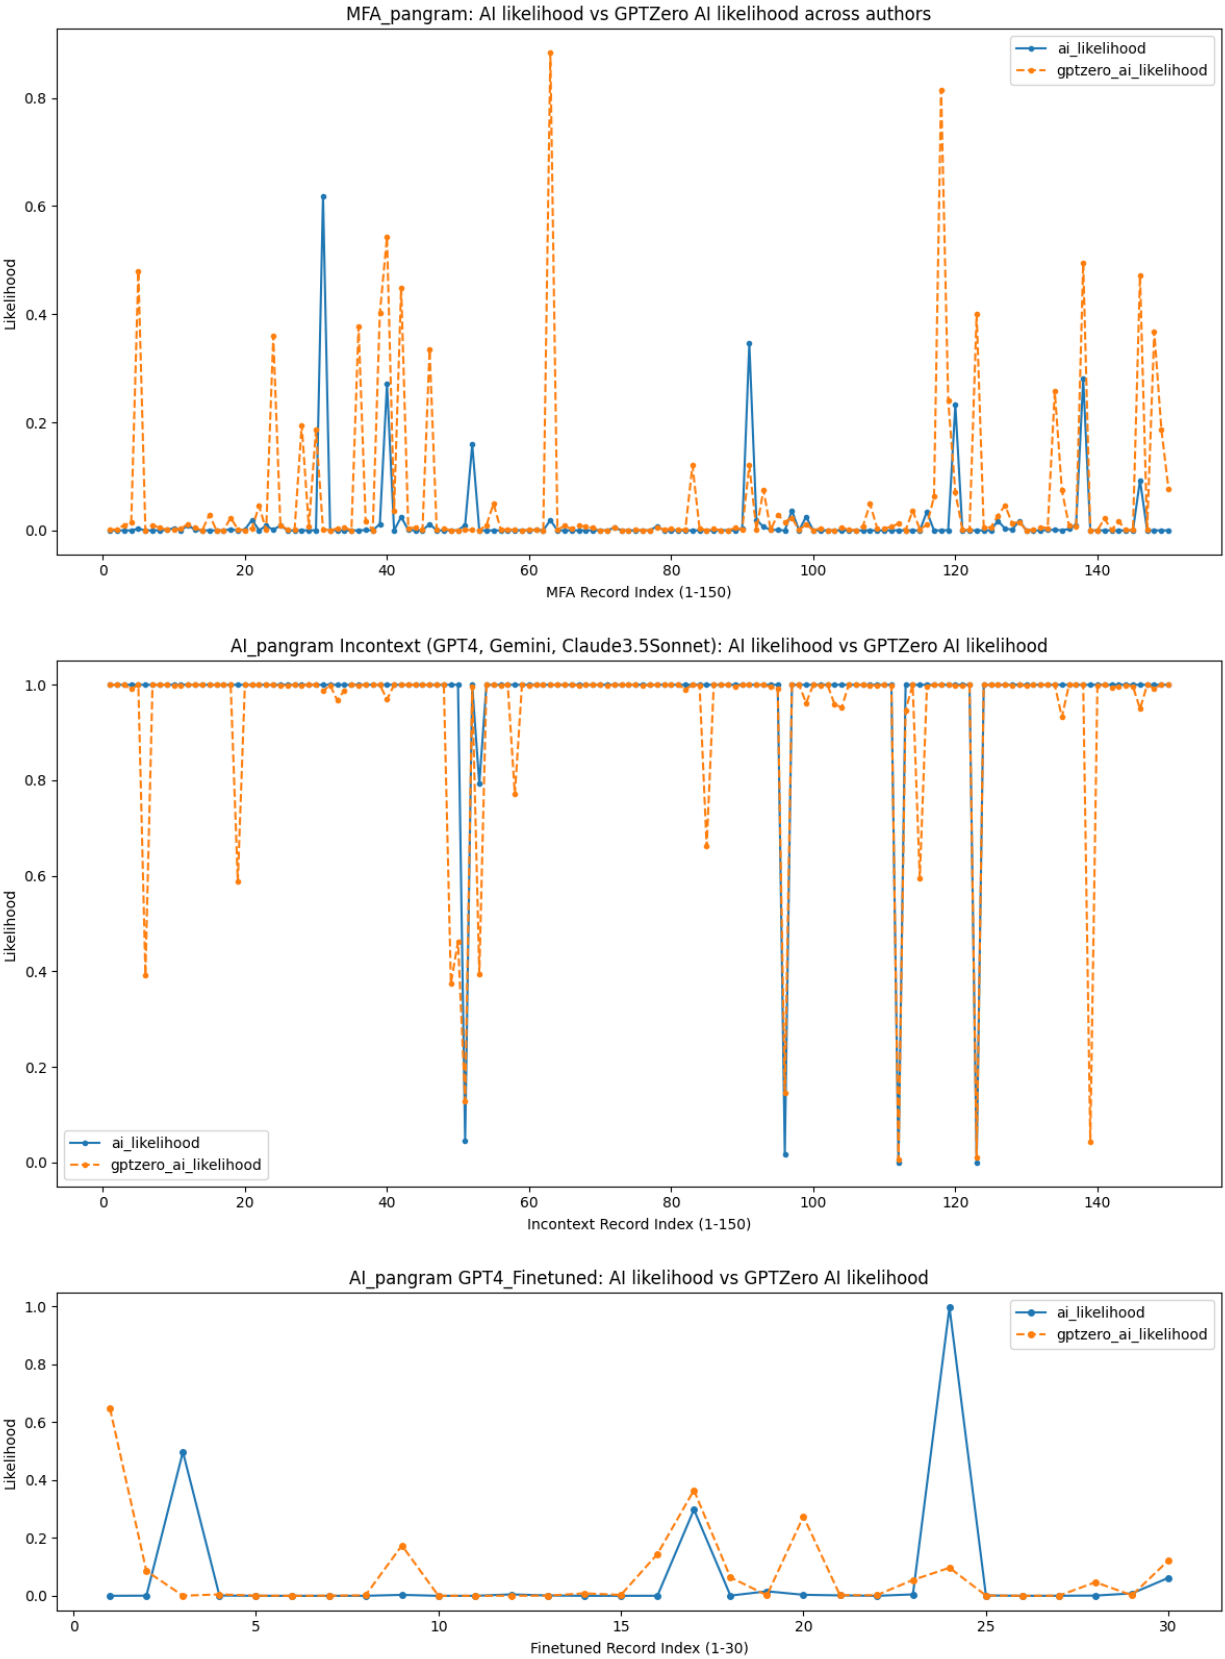 MFA_pangram: AI likelihood vs GPTZero AI likelihood across authors
ai_likelihood
gptzero_ai_likelihood
Likelihood
0.8
0.6
0.4
0.2
0.0
0 20 40 60 80 100 120 140
MFA Record Index (1-150)
AI_pangram Incontext (GPT4, Gemini, Claude3.5Sonnet): AI likelihood vs GPTZero AI likelihood
Likelihood
1.0
0.8
0.6
0.4
0.2
0.0
ai_likelihood
gptzero_ai_likelihood
0 20 40 60 80 100 120 140
Incontext Record Index (1-150)
AI_pangram GPT4_Finetuned: AI likelihood vs GPTZero AI likelihood
ai_likelihood
gptzero_ai_likelihood
Likelihood
1.0
0.8
0.6
0.4
0.2
0.0
0 5 10 15 20 25 30
Finetuned Record Index (1-30)